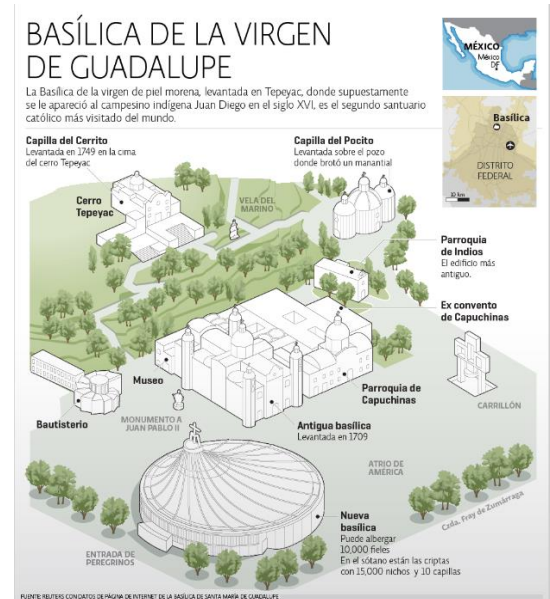 BASÍLICA DE LA VIRGEN
DE GUADALUPE
La Basílica de la virgen de piel morena, levantada en Tepeyac, donde supuestamente
se le apareció al campesino indígena Juan Diego en el siglo XVI, es el segundo santuario
católico más visitado del mundo.
MÉXICO
México
DF
Basílica
DISTRITO
FEDERAL
10 km
Capilla del Cerrito
Levantada en 1749 en la cima
del cerro Tepeyac
Capilla del Pocito
Levantada sobre el pozo
donde brotó un manantial
Cerro
Tepeyac
VELA DEL
MARINO
Parroquia
de Indios
El edificio más
antiguo.
Ex convento
de Capuchinas
Museo
Parroquia de
Capuchinas
CARRILLÓN
Bautisterio
MONUMENTO A
JUAN PABLO II
Antigua basílica
Levantada en 1709
ATRIO DE
AMÉRICA
Czda. Fray de Zumárraga
Nueva
basílica
Puede albergar
10,000 fieles
En el sótano están las criptas
con 15,000 nichos y 10 capillas
ENTRADA DE
PEREGRINOS
FUENTE: REUTERS CON DATOS DE PÁGINA DE INTERNET DE LA BASÍLICA DE SANTA MARÍA DE GUADALUPE